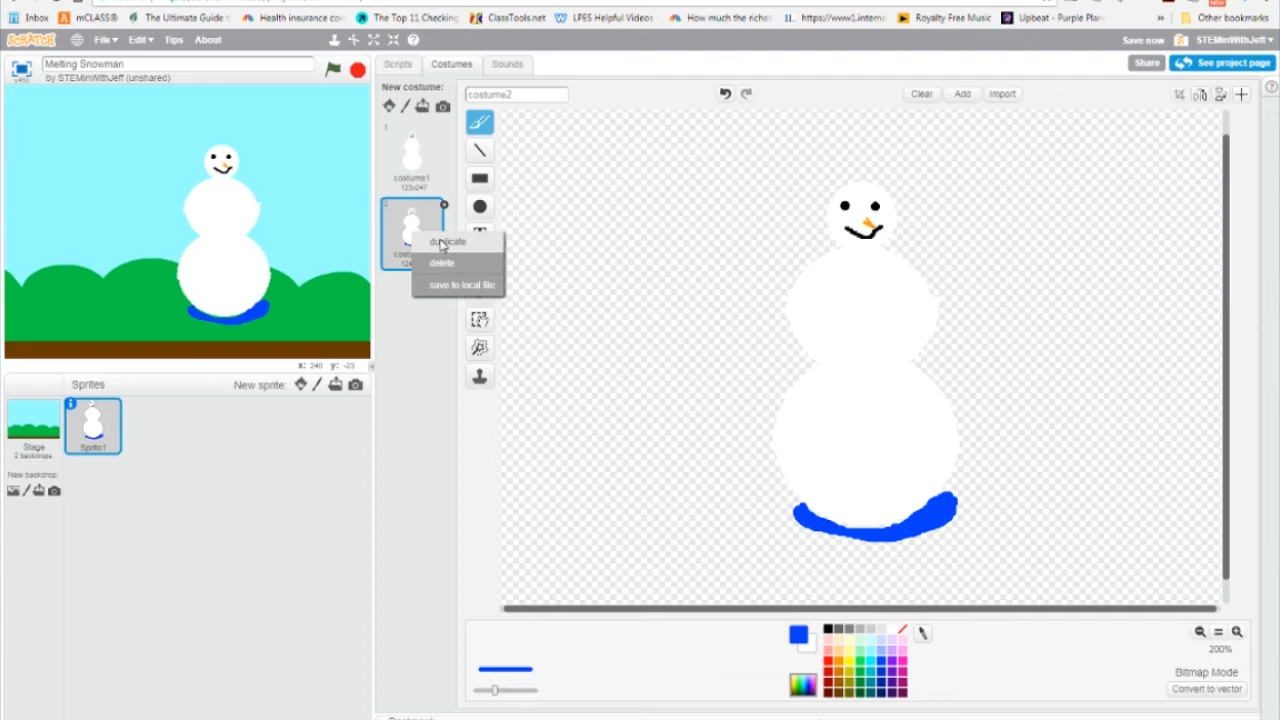 Inbox mCLASS® The Ultimate Guide Health insurance co The Top 11 Checking ClassTools.net LPES Helpful Videos How much the riche https://www1.interna Royalty Free Music Upbeat - Purple Plan » Other bookmarks
SCRATCH File Edit Tips About Save now STEMinWithJeff
Melting Snowman
by STEMinWithJeff (unshared)
v460
Scripts Costumes Sounds
Share See project page
New costume:
costume2
Clear Add Import
1
costume1
123x247
2
duplicate
delete
save to local file
x: 240 y: -23
Sprites New sprite:
Stage
2 backdrops
Sprite1
New backdrop:
200%
Bitmap Mode
Convert to vector